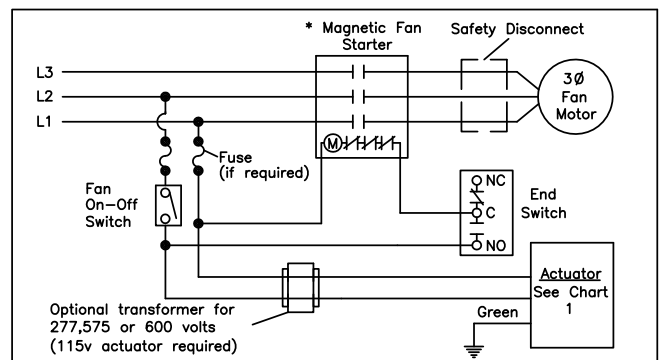 * Magnetic Fan
Starter
Safety Disconnect
L3
L2
L1
3Ø
Fan
Motor
M
Fuse
(if required)
Fan
On-Off
Switch
NC
C
NO
End
Switch
Actuator
See Chart
1
Green
Optional transformer for
277,575 or 600 volts
(115v actuator required)